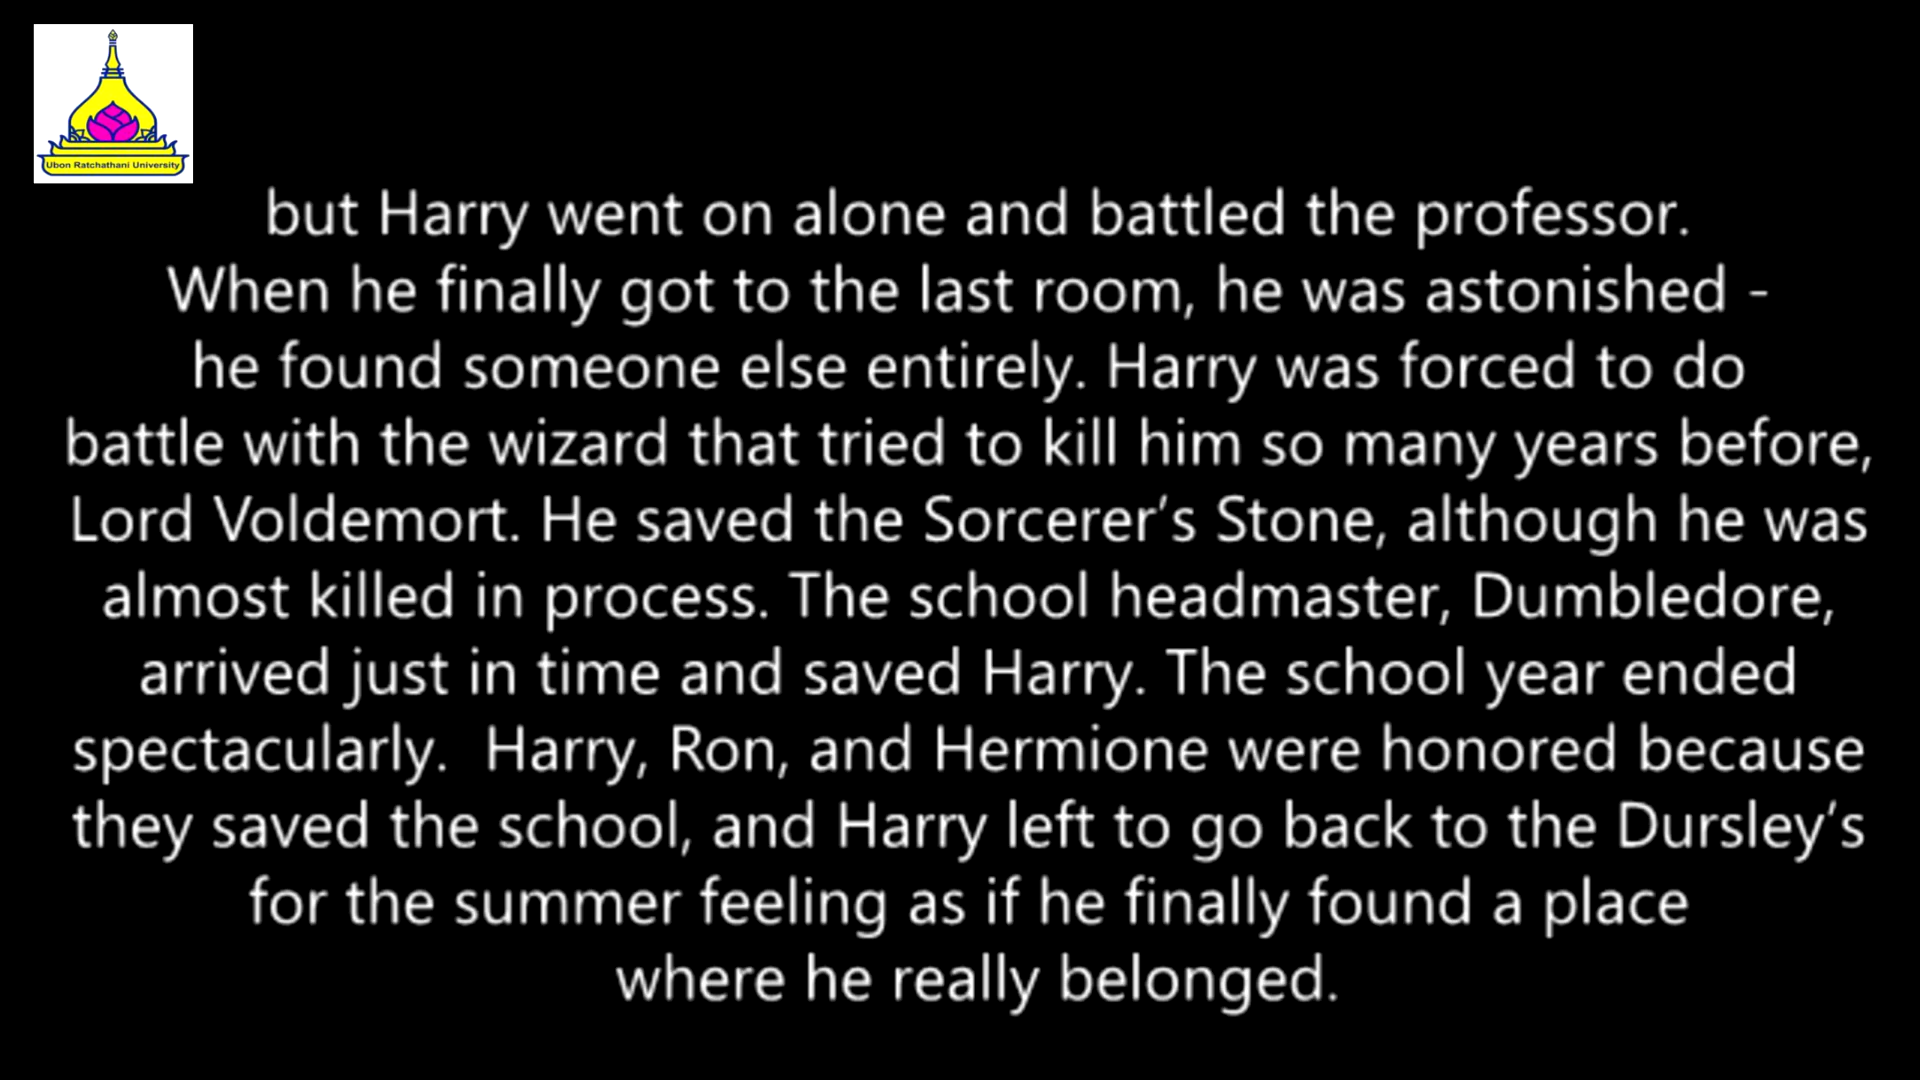 Ubon Ratchathani University
but Harry went on alone and battled the professor.
When he finally got to the last room, he was astonished -
he found someone else entirely. Harry was forced to do
battle with the wizard that tried to kill him so many years before,
Lord Voldemort. He saved the Sorcerer’s Stone, although he was
almost killed in process. The school headmaster, Dumbledore,
arrived just in time and saved Harry. The school year ended
spectacularly.  Harry, Ron, and Hermione were honored because
they saved the school, and Harry left to go back to the Dursley’s
for the summer feeling as if he finally found a place
where he really belonged.